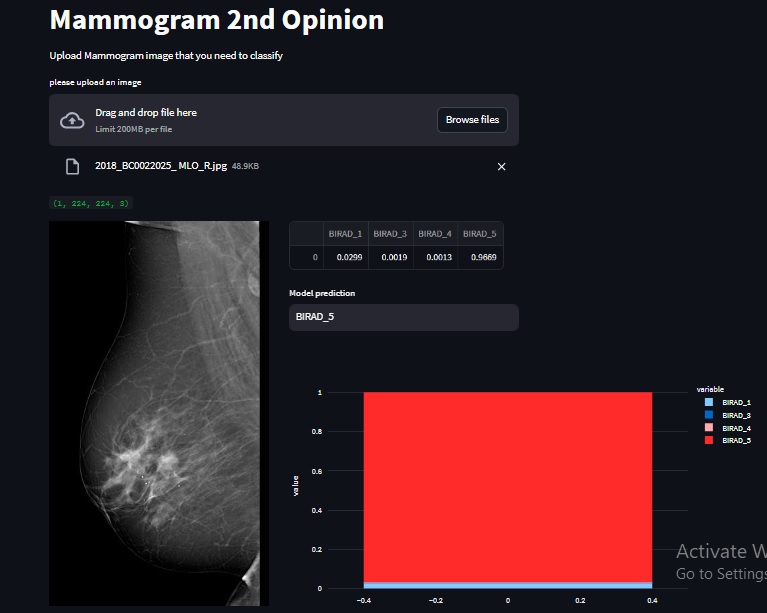 Mammogram 2nd Opinion
Upload Mammogram image that you need to classify
please upload an image
Drag and drop file here
Limit 200MB per file
Browse files
2018_BC0022025_ MLO_R.jpg 48.9KB
(1, 224, 224, 3)
BIRAD_1 BIRAD_3 BIRAD_4 BIRAD_5
0 0.0299 0.0019 0.0013 0.9669
Model prediction
BIRAD_5
variable
BIRAD_1
BIRAD_3
BIRAD_4
BIRAD_5
value
1
0.8
0.6
0.4
0.2
0
−0.4 −0.2 0 0.2 0.4
Activate W
Go to Settings